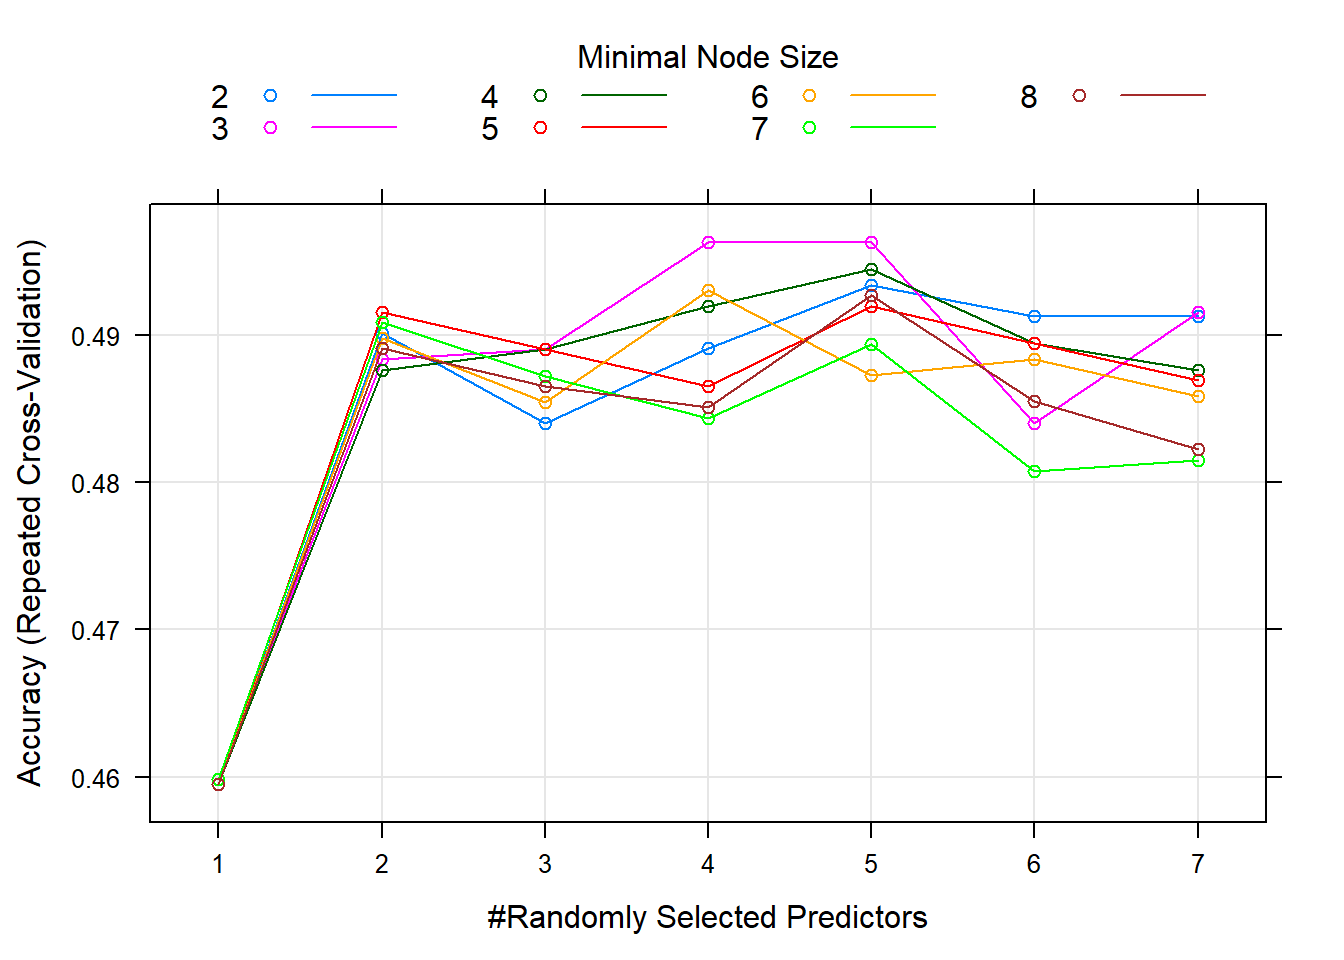 Minimal Node Size
2 4 6 8
3 5 7
Accuracy (Repeated Cross-Validation)
0.49
0.48
0.47
0.46
1 2 3 4 5 6 7
#Randomly Selected Predictors